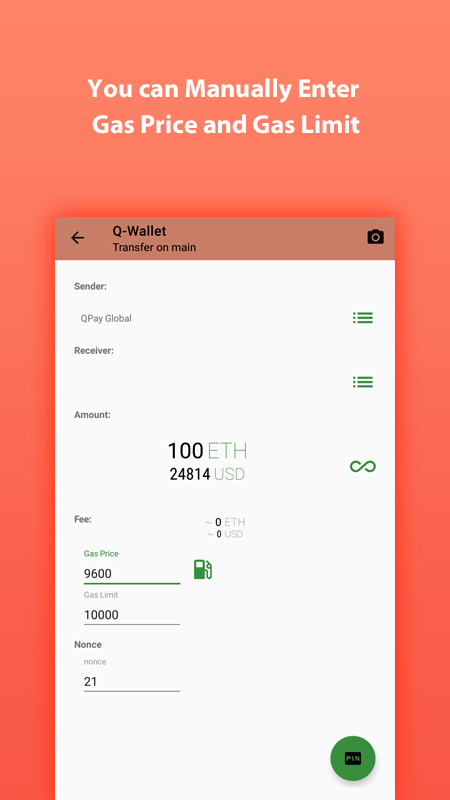 You can Manually Enter
Gas Price and Gas Limit
Q-Wallet
Transfer on main
Sender:
QPay Global
Receiver:
Amount:
100 ETH
24814 USD
Fee:
~ 0 ETH
~ 0 USD
Gas Price
9600
Gas Limit
10000
Nonce
nonce
21
PIN